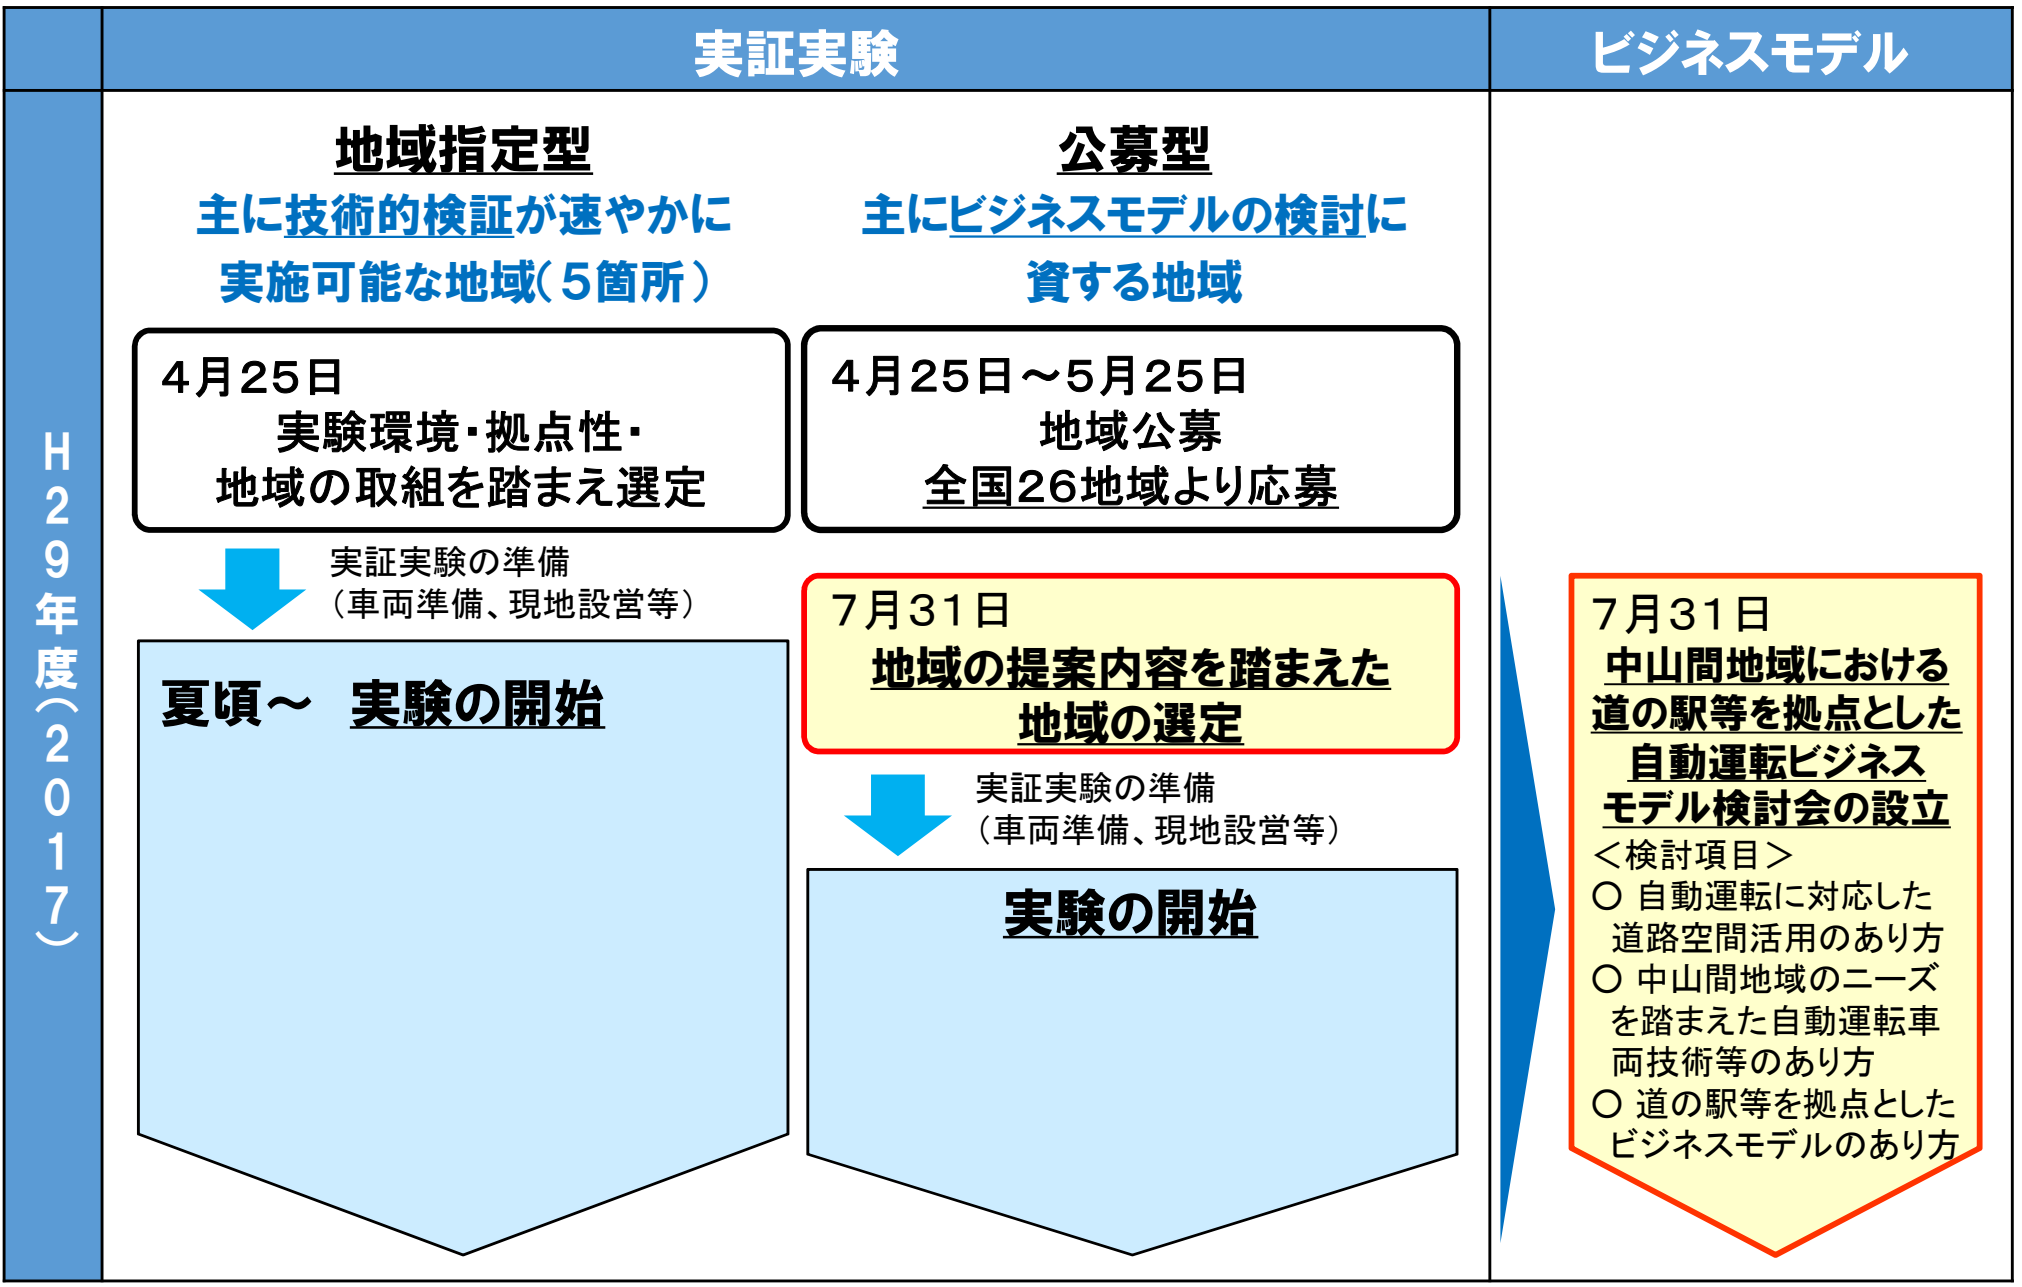 実証実験
ビジネスモデル
H29年度(2017)
地域指定型
主に技術的検証が速やかに
実施可能な地域(5箇所)
4月25日
実験環境・拠点性・
地域の取組を踏まえ選定
実証実験の準備
(車両準備、現地設営等)
夏頃～ 実験の開始
公募型
主にビジネスモデルの検討に
資する地域
4月25日～5月25日
地域公募
全国26地域より応募
7月31日
地域の提案内容を踏まえた
地域の選定
実証実験の準備
(車両準備、現地設営等)
実験の開始
7月31日
中山間地域における
道の駅等を拠点とした
自動運転ビジネス
モデル検討会の設立
＜検討項目＞
○ 自動運転に対応した
道路空間活用のあり方
○ 中山間地域のニーズ
を踏まえた自動運転車
両技術等のあり方
○ 道の駅等を拠点とした
ビジネスモデルのあり方